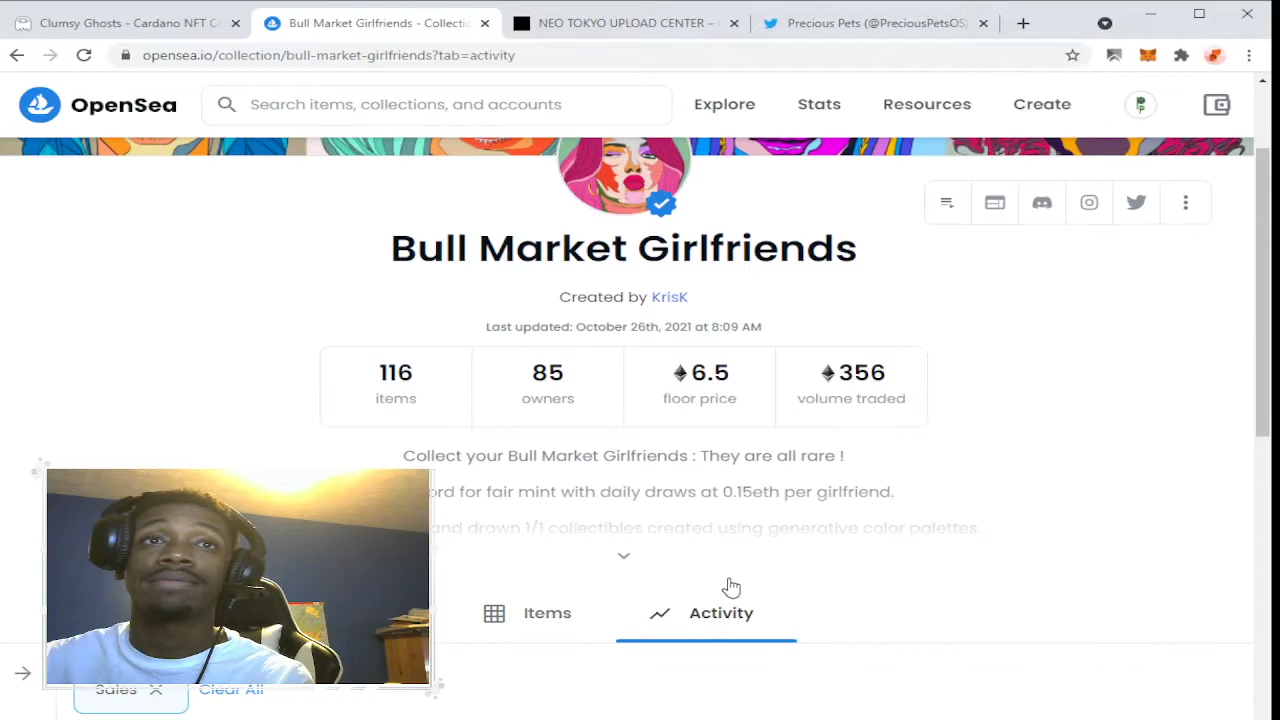 Clumsy Ghosts - Cardano NFT C
Bull Market Girlfriends - Collectio
NEO TOKYO UPLOAD CENTER –
Precious Pets (@PreciousPetsOS
opensea.io/collection/bull-market-girlfriends?tab=activity
OpenSea
Search items, collections, and accounts
Explore
Stats
Resources
Create
Bull Market Girlfriends
Created by KrisK
Last updated: October 26th, 2021 at 8:09 AM
116
85
6.5
356
items
owners
floor price
volume traded
Collect your Bull Market Girlfriends : They are all rare !
ord for fair mint with daily draws at 0.15eth per girlfriend.
and drawn 1/1 collectibles created using generative color palettes.
Items
Activity
Sales
Clear All